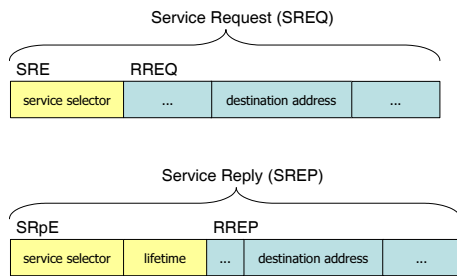 Service Request (SREQ)
SRE RREQ
service selector ... destination address ...
Service Reply (SREP)
SRpE RREP
service selector lifetime ... destination address ...